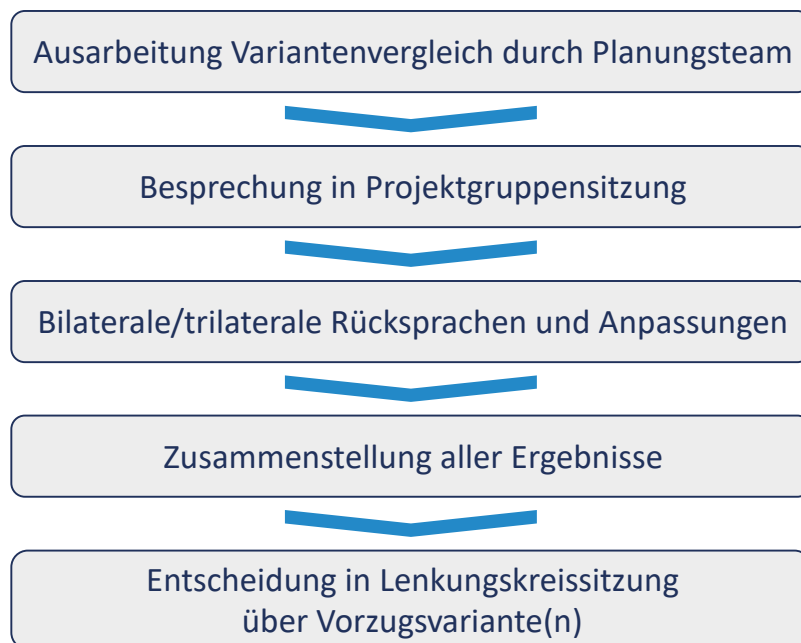 Ausarbeitung Variantenvergleich durch Planungsteam
Besprechung in Projektgruppensitzung
Bilaterale/trilaterale Rücksprachen und Anpassungen
Zusammenstellung aller Ergebnisse
Entscheidung in Lenkungskreissitzung
über Vorzugsvariante(n)